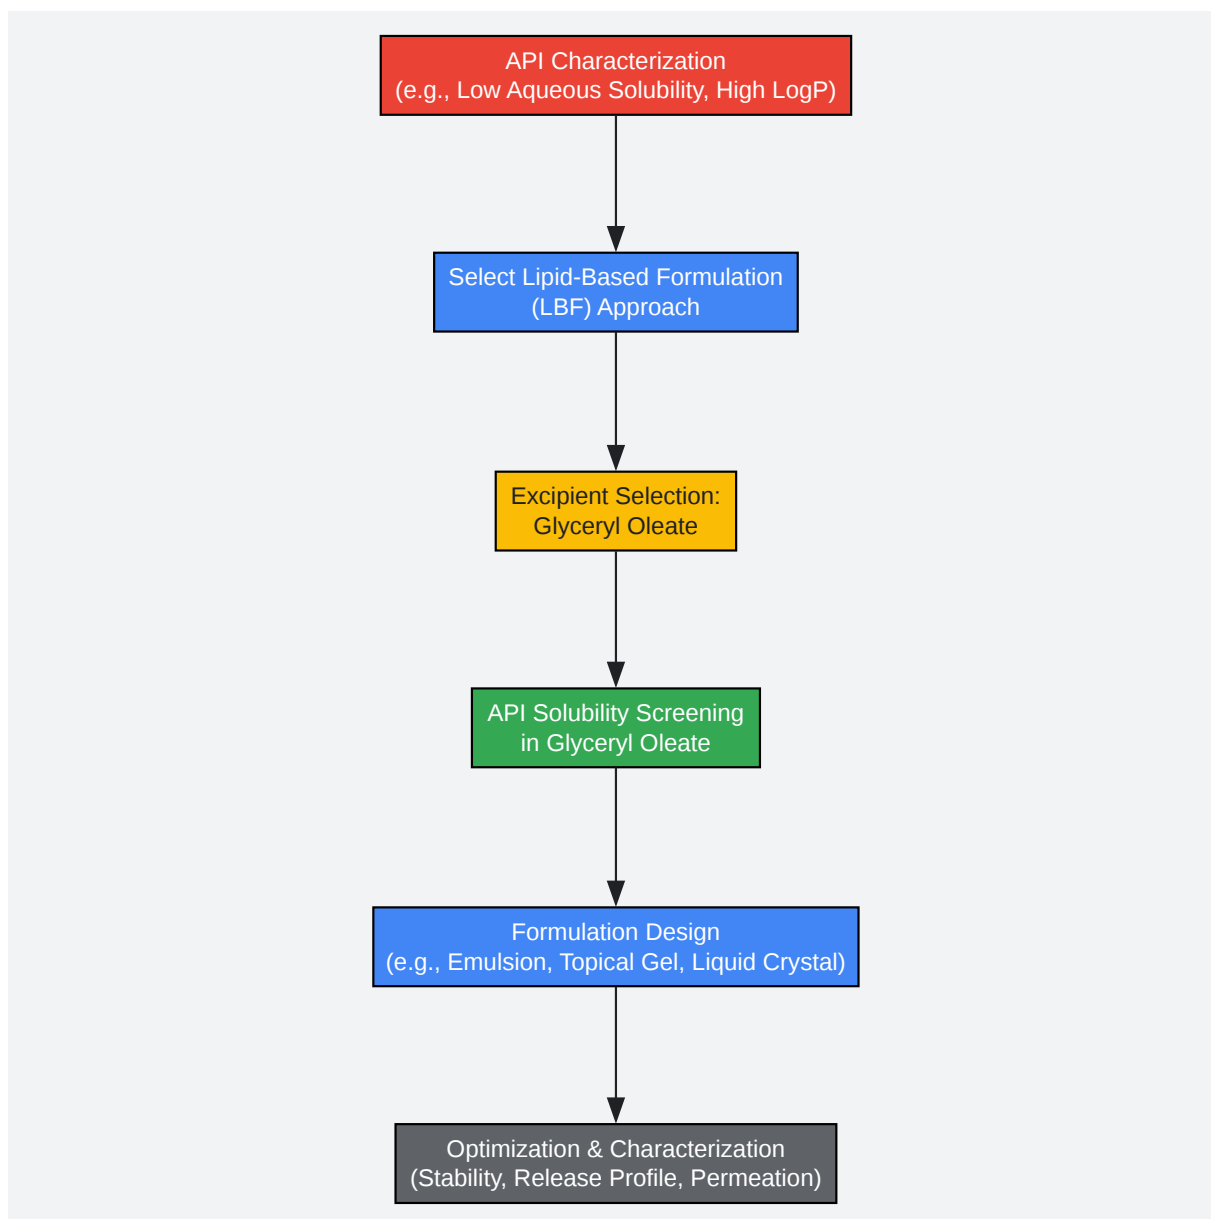 API Characterization
(e.g., Low Aqueous Solubility, High LogP)
Select Lipid-Based Formulation
(LBF) Approach
Excipient Selection:
Glyceryl Oleate
API Solubility Screening
in Glyceryl Oleate
Formulation Design
(e.g., Emulsion, Topical Gel, Liquid Crystal)
Optimization & Characterization
(Stability, Release Profile, Permeation)